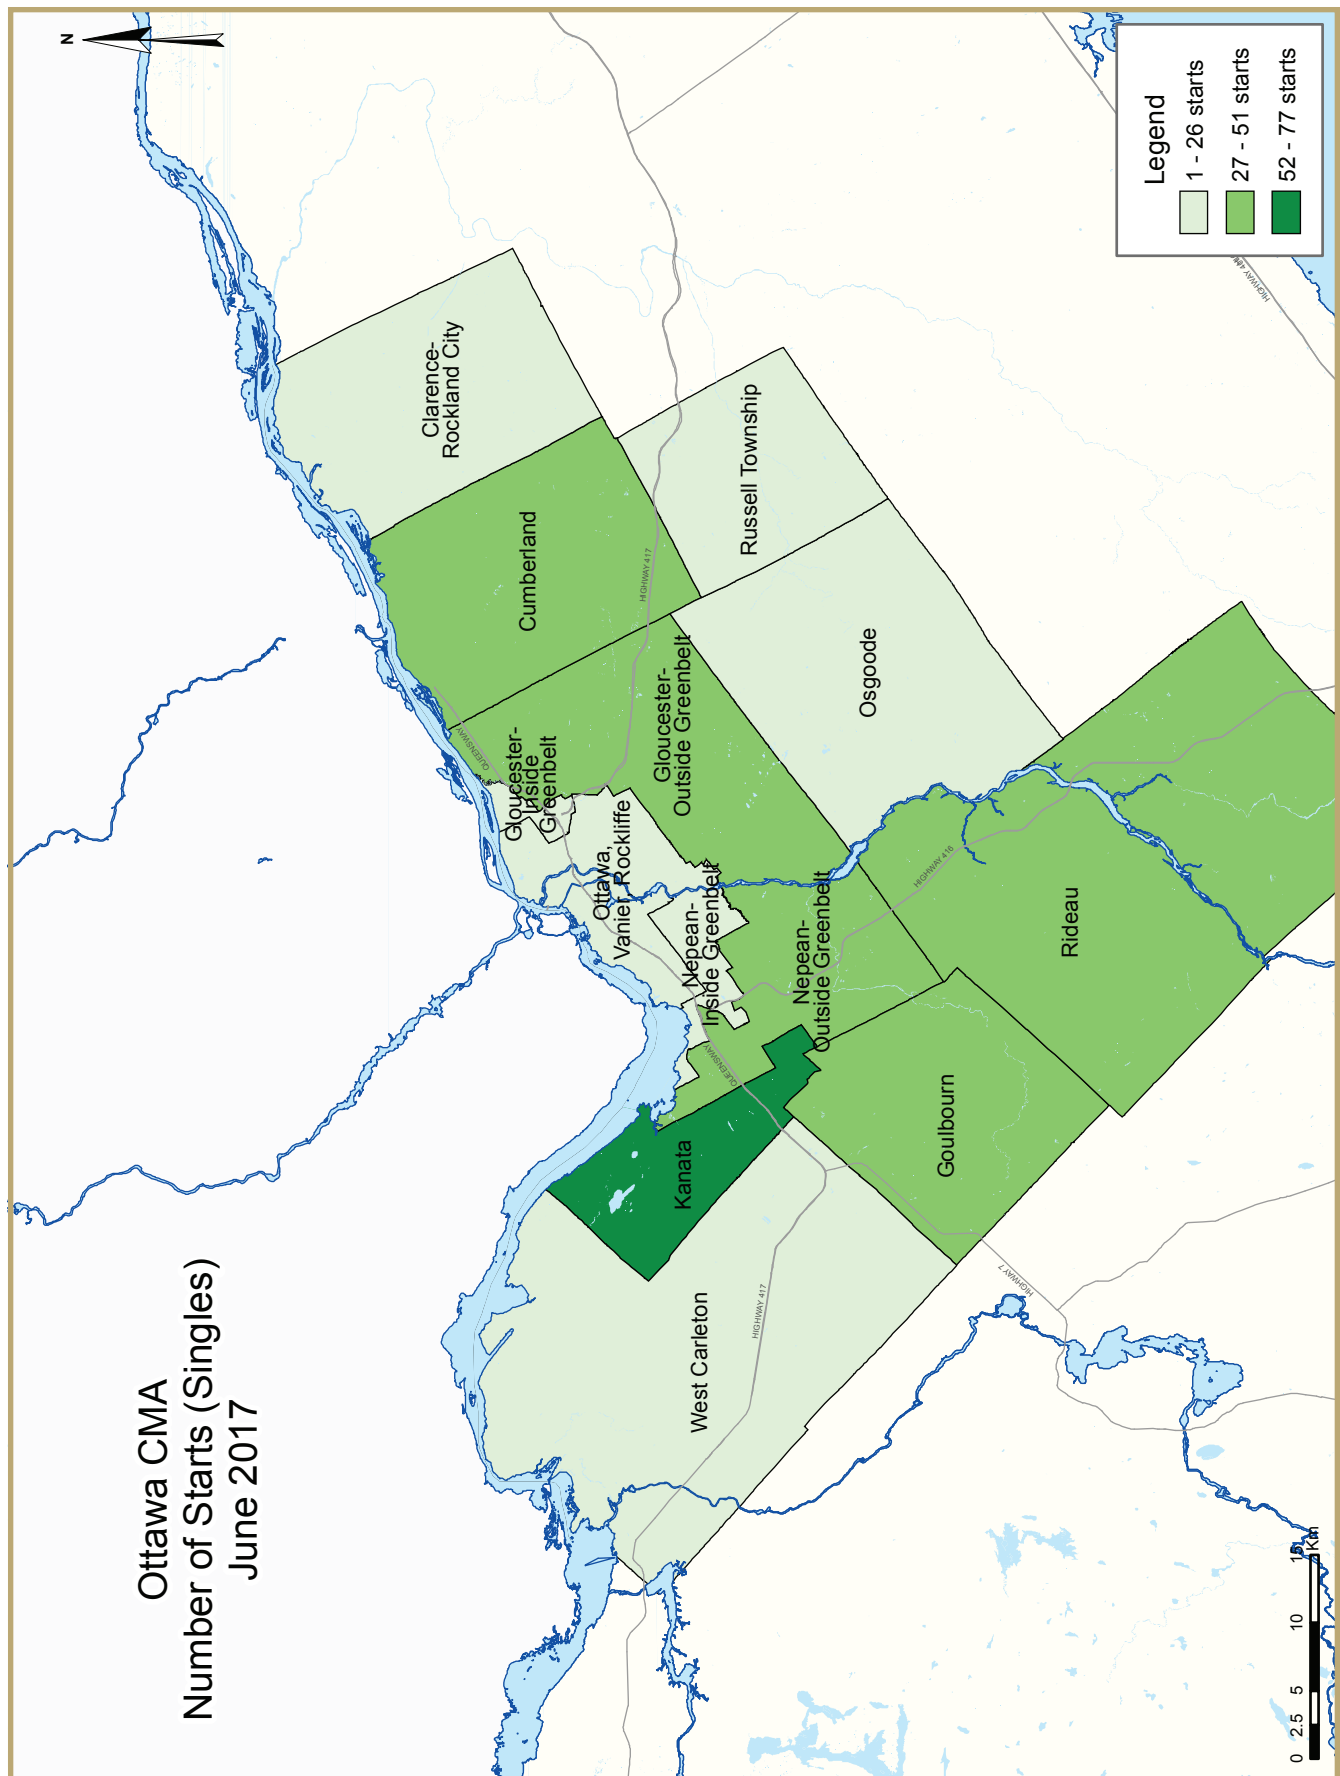 Ottawa CMA
Number of Starts (Singles)
June 2017
N
Legend
1 - 26 starts
27 - 51 starts
52 - 77 starts
Clarence-
Rockland City
Cumberland
Russell Township
Osgoode
Gloucester-
Inside
Greenbelt
Gloucester-
Outside Greenbelt
Ottawa,
Vanier, Rockliffe
Nepean-
Inside Greenbelt
Nepean-
Outside Greenbelt
Rideau
Goulbourn
Kanata
West Carleton
QUEENSWAY
HIGHWAY 417
HIGHWAY 416
QUEENSWAY
HIGHWAY 417
HIGHWAY 7
HIGHWAY
0 2.5 5 10 15
Km